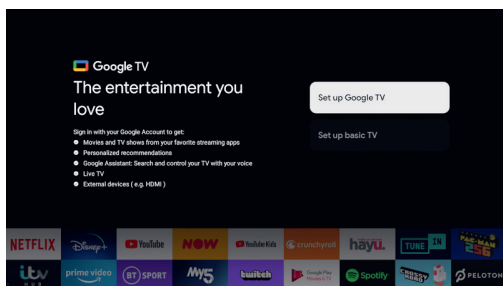 Google TV
The entertainment you
love
Sign in with your Google Account to get:
Movies and TV shows from your favorite streaming apps
Personalized recommendations
Google Assistant: Search and control your TV with your voice
Live TV
External devices ( e.g. HDMI )
Set up Google TV
Set up basic TV
NETFLIX
Disney+
YouTube
NOW
YouTube Kids
crunchyroll
hayu.
TUNE IN
PAC-MAN
256
itv
HUB
prime video
BT SPORT
My5
twitch
Google Play
Movies & TV
Spotify
CROSSY
ROAD
PELOTON